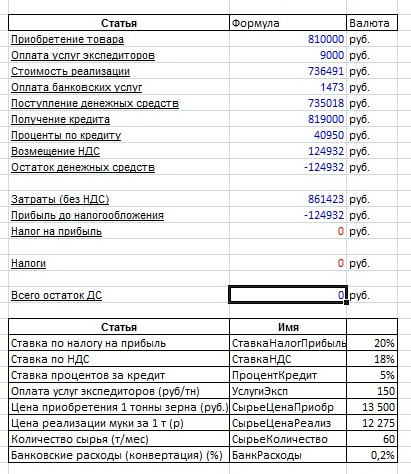 Статья Формула Валюта
Приобретение товара 810000 руб.
Оплата услуг экспедиторов 9000 руб.
Стоимость реализации 736491 руб.
Оплата банковских услуг 1473 руб.
Поступление денежных средств 735018 руб.
Получение кредита 819000 руб.
Проценты по кредиту 40950 руб.
Возмещение НДС 124932 руб.
Остаток денежных средств -124932 руб.
Затраты (без НДС) 861423 руб.
Прибыль до налогообложения -124932 руб.
Налог на прибыль 0 руб.
Налоги 0 руб.
Всего остаток ДС 0 руб.
Статья Имя
Ставка по налогу на прибыль СтавкаНалогПрибыль 20%
Ставка по НДС СтавкаНДС 18%
Ставка процентов за кредит ПроцентКредит 5%
Оплата услуг экспедиторов (руб/тн) УслугиЭксп 150
Цена приобретения 1 тонны зерна (руб.) СырьеЦенаПриобр 13 500
Цена реализации муки за 1 т (р) СырьеЦенаРеализ 12 275
Количество сырья (т/мес) СырьеКоличество 60
Банковские расходы (конвертация) (%) БанкРасходы 0,2%